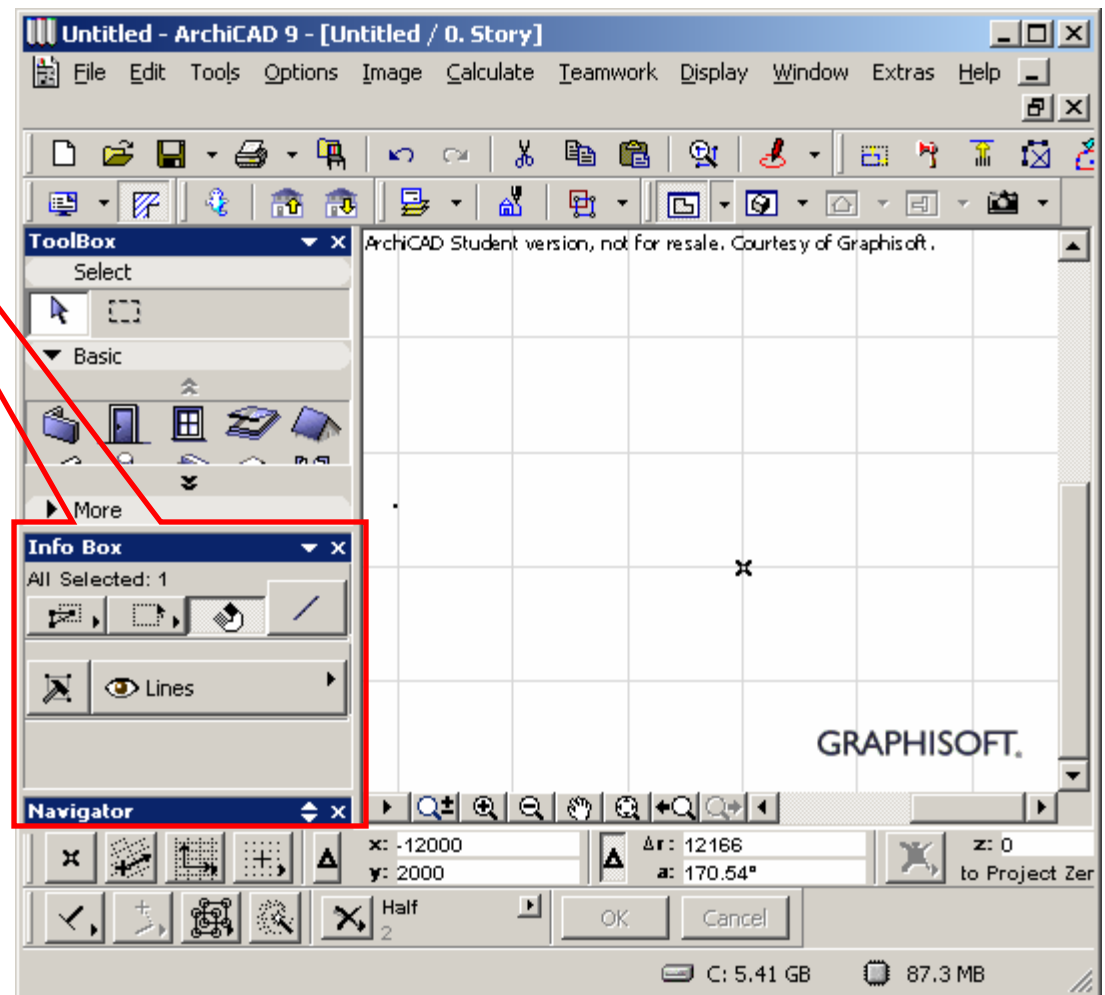 Untitled - ArchiCAD 9 - [Untitled / 0. Story]
File Edit Tools Options Image Calculate Teamwork Display Window Extras Help
ToolBox
ArchiCAD Student version, not for resale. Courtesy of Graphisoft.
Select
Basic
More
Info Box
All Selected: 1
Lines
GRAPHISOFT.
Navigator
x: -12000
y: 2000
Δr: 12166
a: 170.54°
z: 0
to Project Zer
Half
2
OK
Cancel
C: 5.41 GB
87.3 MB